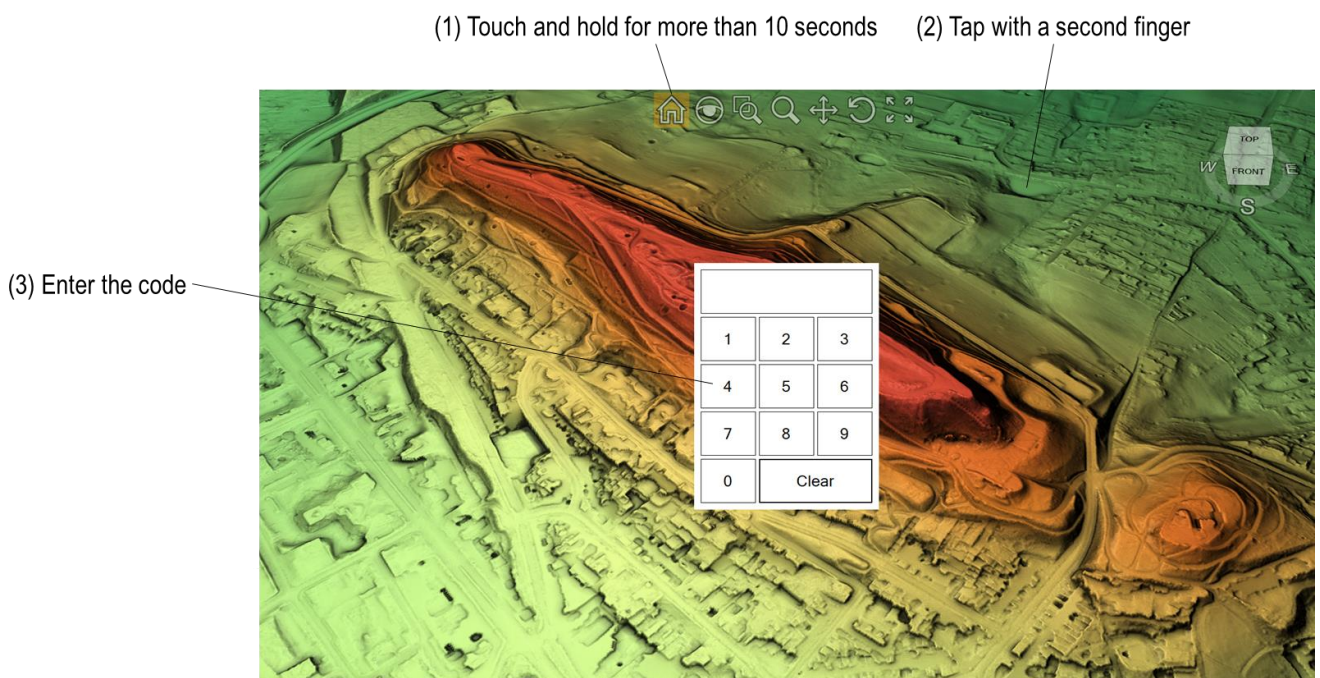 (1) Touch and hold for more than 10 seconds
(2) Tap with a second finger
TOP
W
FRONT
E
S
(3) Enter the code
1 2 3
4 5 6
7 8 9
0 Clear